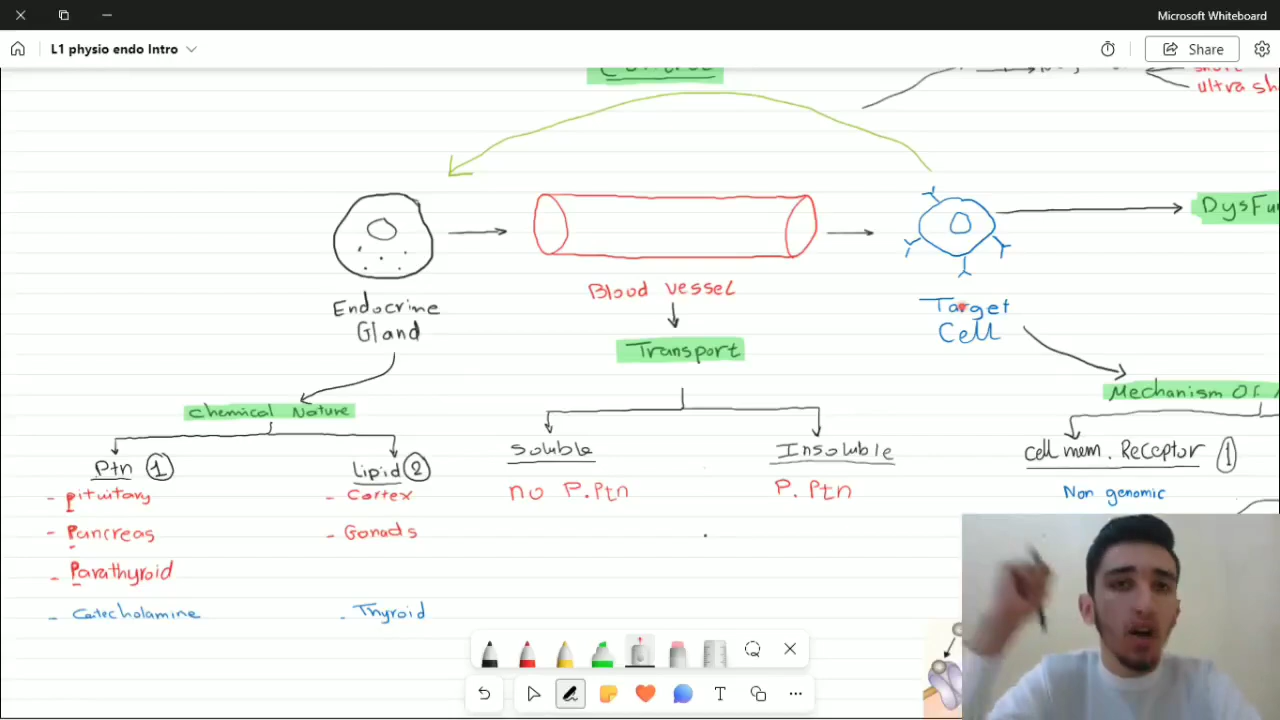 Microsoft Whiteboard
L1 physio endo Intro
Share
ultra sh
DysFu
Endocrine
Gland
Blood vessel
Target
Cell
Transport
Chemical Nature
Mechanism Of
Ptn 1
Lipid 2
Soluble
Insoluble
Cell mem. Receptor 1
- pituitary
- Cortex
no P.Ptn
P. Ptn
Non genomic
- Pancreas
- Gonads
- Parathyroid
- Catecholamine
- Thyroid